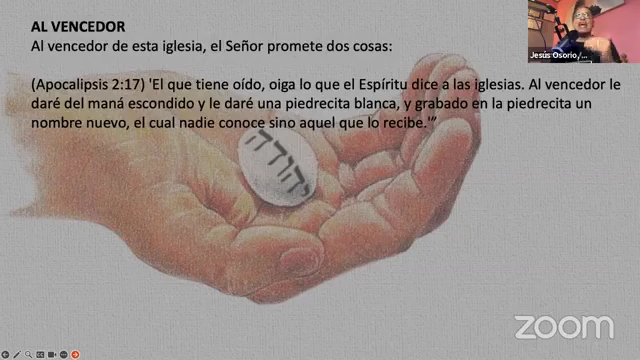 AL VENCEDOR
Al vencedor de esta iglesia, el Señor promete dos cosas:
(Apocalipsis 2:17) 'El que tiene oído, oiga lo que el Espíritu dice a las iglesias. Al vencedor le
daré del maná escondido y le daré una piedrecita blanca, y grabado en la piedrecita un
nombre nuevo, el cual nadie conoce sino aquel que lo recibe.'”
יהודה
Jesús Osorio,/...
zoom